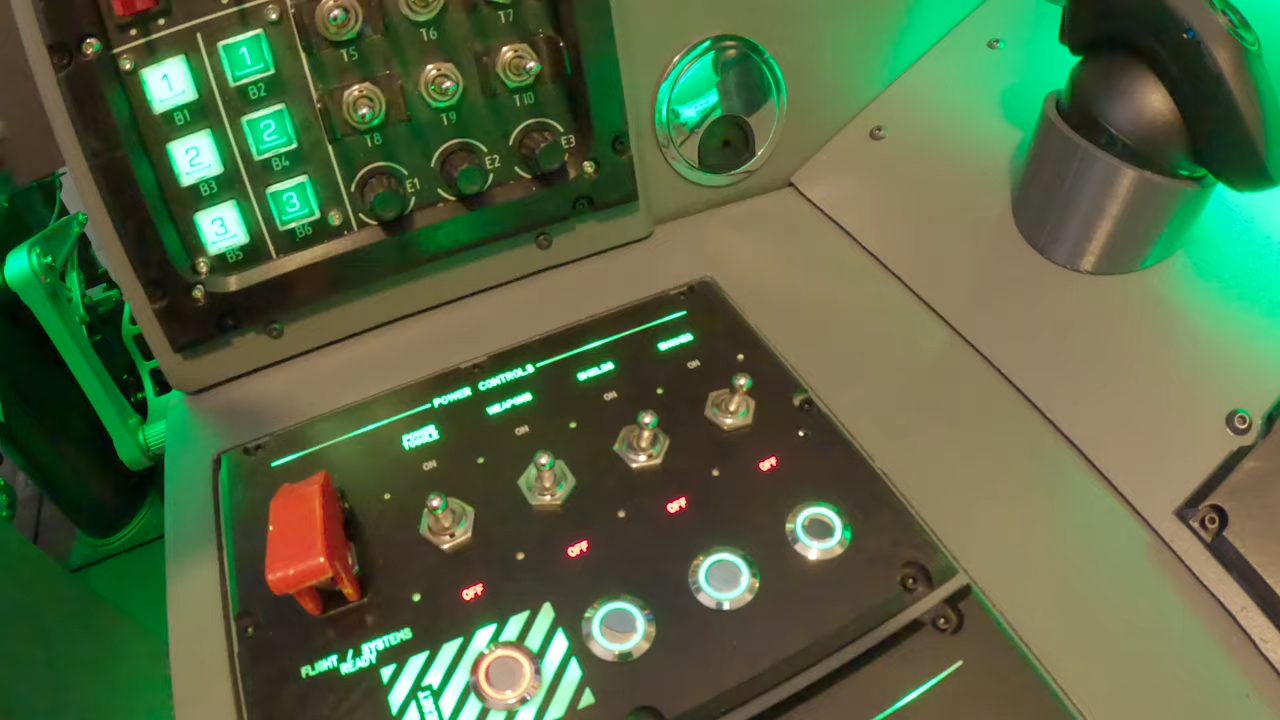 T5
T6
T7
1
B1
1
B2
T8
T9
T10
2
B3
2
B4
E1
E2
E3
3
B5
3
B6
POWER CONTROLS
POWER
TOGGLE
WEAPONS
SHIELDS
ENGINES
ON
ON
ON
ON
OFF
OFF
OFF
OFF
FLIGHT / SYSTEMS
READY